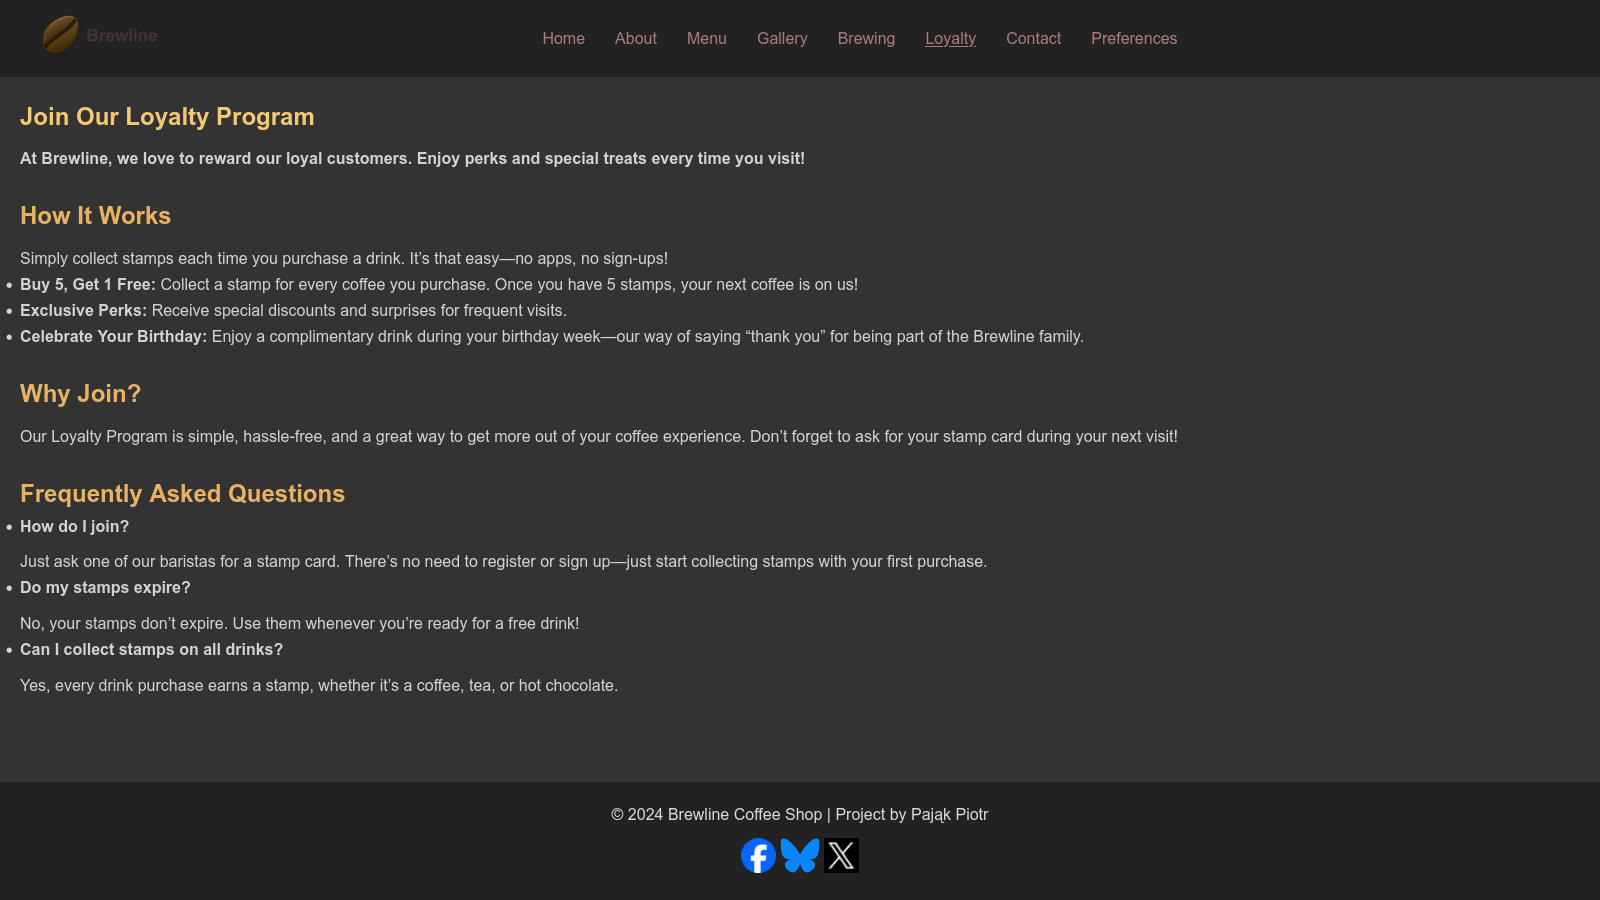 Brewline
Home About Menu Gallery Brewing Loyalty Contact Preferences
Join Our Loyalty Program
At Brewline, we love to reward our loyal customers. Enjoy perks and special treats every time you visit!
How It Works
Simply collect stamps each time you purchase a drink. It’s that easy—no apps, no sign-ups!
• Buy 5, Get 1 Free: Collect a stamp for every coffee you purchase. Once you have 5 stamps, your next coffee is on us!
• Exclusive Perks: Receive special discounts and surprises for frequent visits.
• Celebrate Your Birthday: Enjoy a complimentary drink during your birthday week—our way of saying “thank you” for being part of the Brewline family.
Why Join?
Our Loyalty Program is simple, hassle-free, and a great way to get more out of your coffee experience. Don’t forget to ask for your stamp card during your next visit!
Frequently Asked Questions
• How do I join?
Just ask one of our baristas for a stamp card. There’s no need to register or sign up—just start collecting stamps with your first purchase.
• Do my stamps expire?
No, your stamps don’t expire. Use them whenever you’re ready for a free drink!
• Can I collect stamps on all drinks?
Yes, every drink purchase earns a stamp, whether it’s a coffee, tea, or hot chocolate.
© 2024 Brewline Coffee Shop | Project by Pająk Piotr